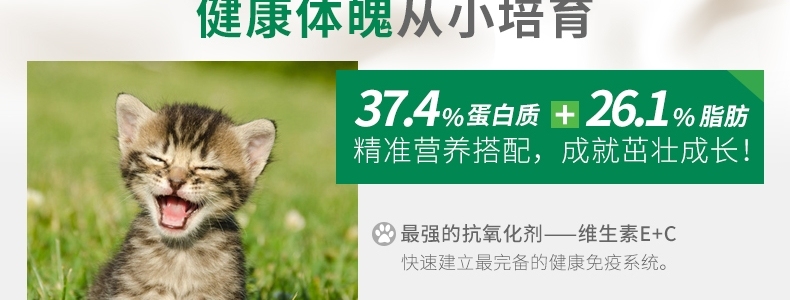 健康体魄从小培育
37.4%蛋白质+26.1%脂肪
精准营养搭配，成就茁壮成长！
最强的抗氧化剂——维生素E+C
快速建立最完备的健康免疫系统。